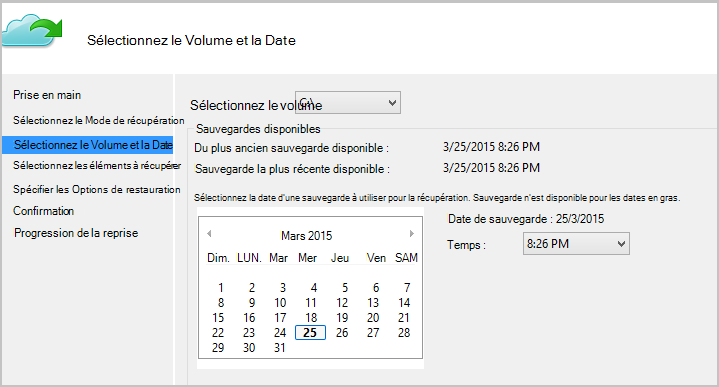 Sélectionnez le Volume et la Date
Prise en main
Sélectionnez le Mode de récupération
Sélectionnez le Volume et la Date
Sélectionnez les éléments à récupérer
Spécifier les Options de restauration
Confirmation
Progression de la reprise
Sélectionnez le volume C:\
Sauvegardes disponibles
Du plus ancien sauvegarde disponible : 3/25/2015 8:26 PM
Sauvegarde la plus récente disponible : 3/25/2015 8:26 PM
Sélectionnez la date d'une sauvegarde à utiliser pour la récupération. Sauvegarde n'est disponible pour les dates en gras.
Mars 2015
Dim. LUN. Mar Mer Jeu Ven SAM
1 2 3 4 5 6 7
8 9 10 11 12 13 14
15 16 17 18 19 20 21
22 23 24 25 26 27 28
29 30 31
Date de sauvegarde : 25/3/2015
Temps : 8:26 PM